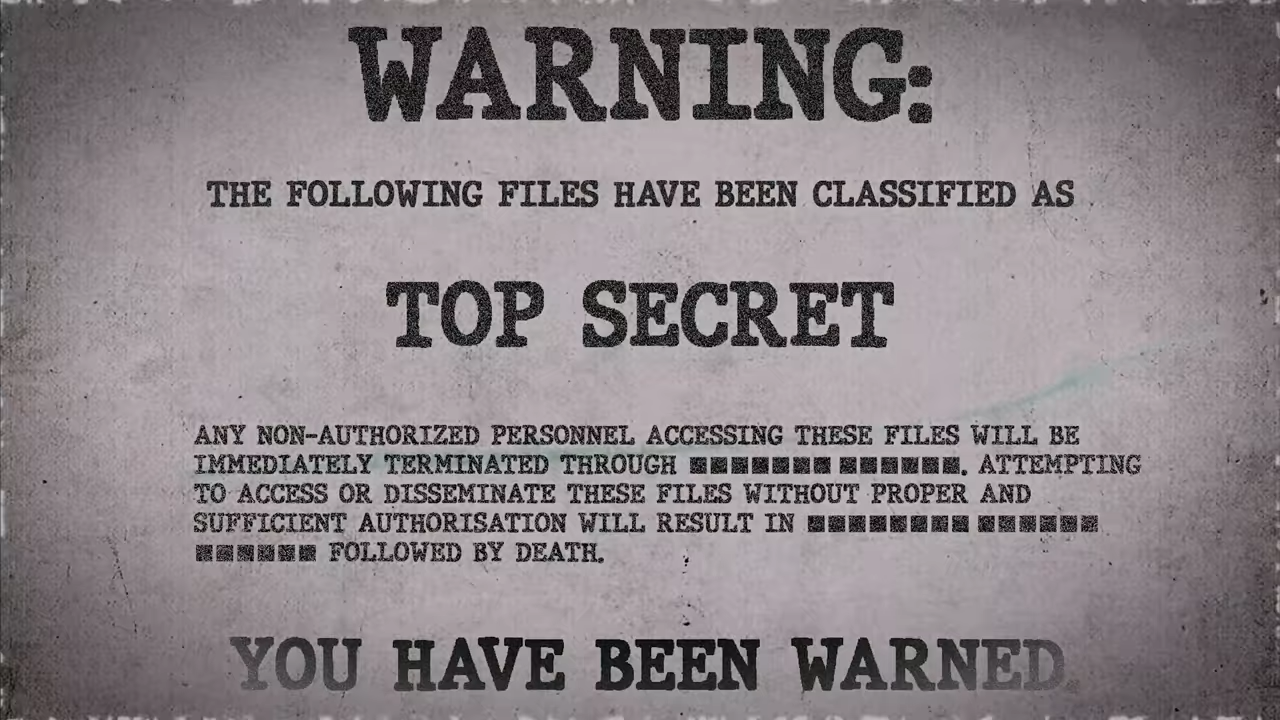 WARNING:
THE FOLLOWING FILES HAVE BEEN CLASSIFIED AS
TOP SECRET
ANY NON-AUTHORIZED PERSONNEL ACCESSING THESE FILES WILL BE
IMMEDIATELY TERMINATED THROUGH ■■■■■■■ ■■■■■■. ATTEMPTING
TO ACCESS OR DISSEMINATE THESE FILES WITHOUT PROPER AND
SUFFICIENT AUTHORISATION WILL RESULT IN ■■■■■■■■ ■■■■■■
■■■■■■ FOLLOWED BY DEATH.
YOU HAVE BEEN WARNED